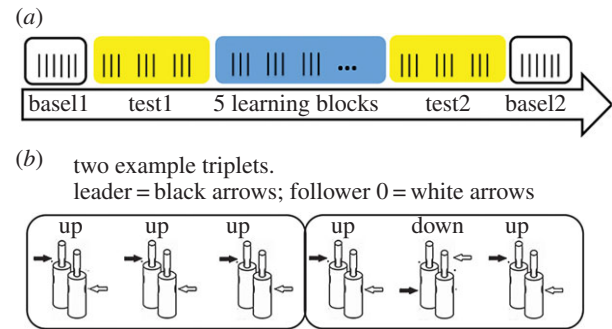 (a)
basel1 test1 5 learning blocks test2 basel2
(b)
two example triplets.
leader = black arrows; follower 0 = white arrows
up up up up down up